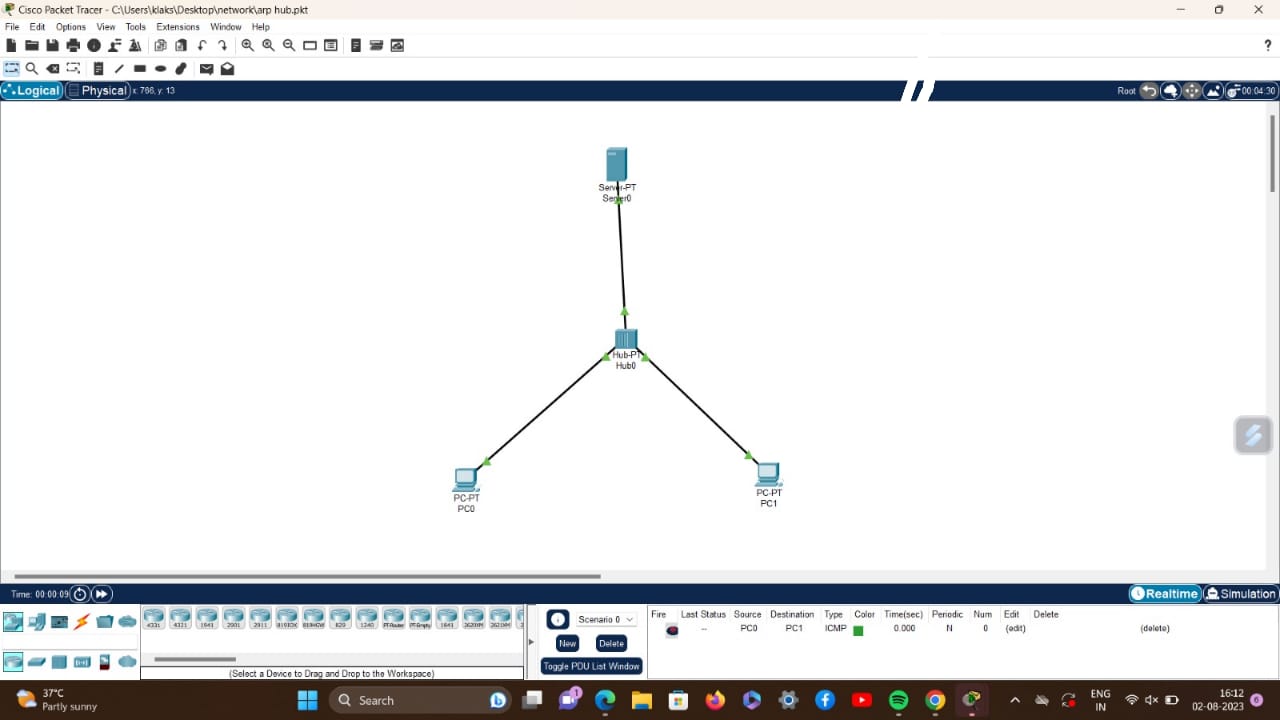 Cisco Packet Tracer - C:\Users\klaks\Desktop\network\arp hub.pkt
File Edit Options View Tools Extensions Window Help
?
Logical Physical x: 766, y: 13 Root 00:04:30
Server-PT
Server0
Hub-PT
Hub0
PC-PT
PC0
PC-PT
PC1
Time: 00:00:09 Realtime Simulation
4331 4321 1941 2901 2911 819IOX 819HGW 829 1240 PT-Router PT-Empty 1841 2620XM 2621XM
(Select a Device to Drag and Drop to the Workspace)
Scenario 0
New Delete
Toggle PDU List Window
Fire Last Status Source Destination Type Color Time(sec) Periodic Num Edit Delete
-- PC0 PC1 ICMP 0.000 N 0 (edit) (delete)
37°C
Partly sunny
Search
1
ENG
IN
16:12
02-08-2023
6